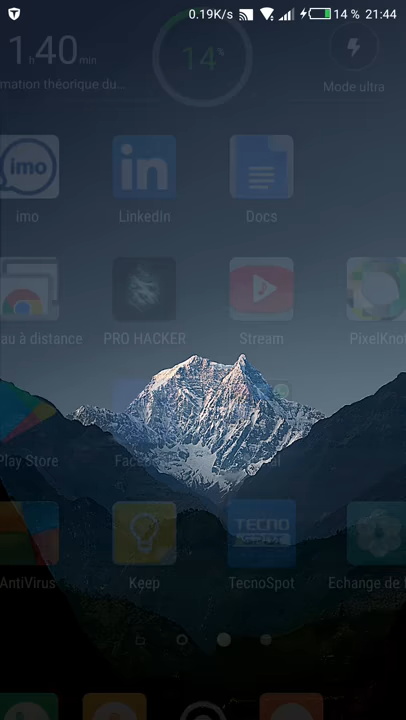 0.19K/s 14 % 21:44
1 h 40 min
14%
mation théorique du...
Mode ultra
imo
imo LinkedIn Docs
au à distance PRO HACKER Stream PixelKnot
Play Store
TECNO
SPOT
AntiVirus Keep TecnoSpot Echange de